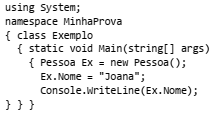 using System;
namespace MinhaProva
{ class Exemplo
{ static void Main(string[] args)
{ Pessoa Ex = new Pessoa();
Ex.Nome = "Joana";
Console.WriteLine(Ex.Nome);
} } }